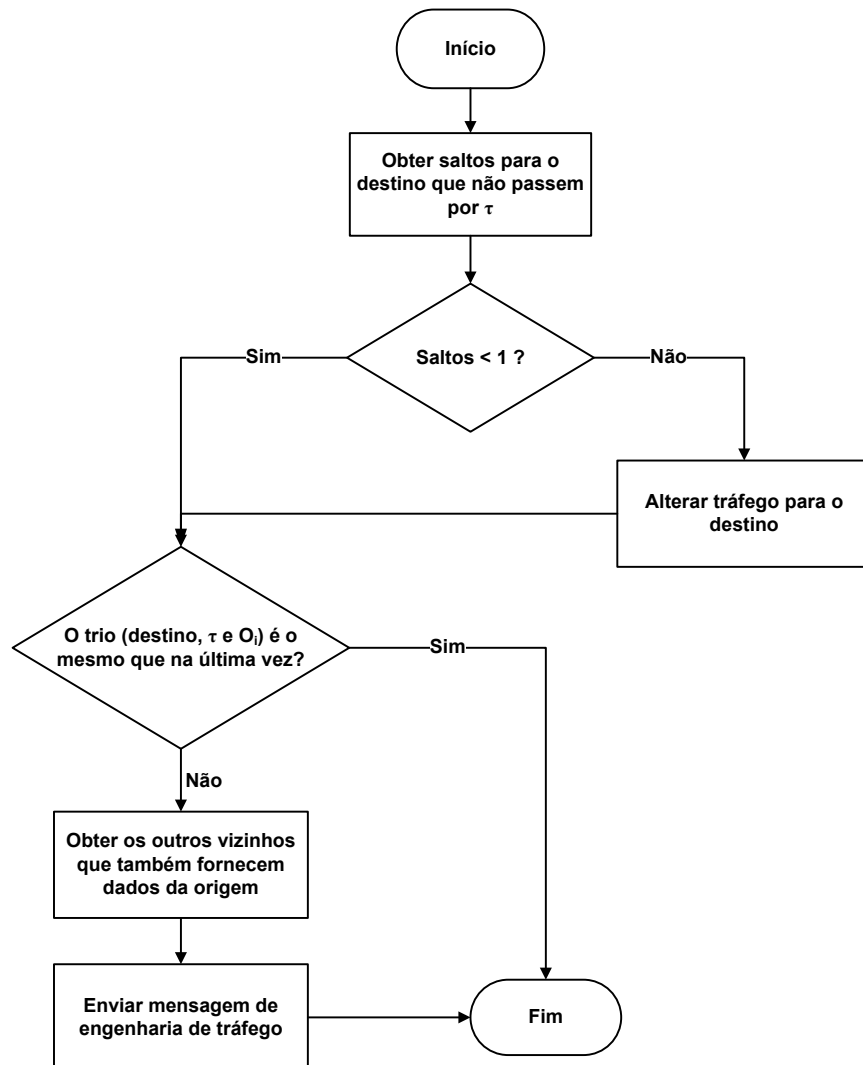 Início
Obter saltos para o
destino que não passem
por τ
Saltos < 1 ?
Sim
Não
Alterar tráfego para o
destino
O trio (destino, τ e Oᵢ) é o
mesmo que na última vez?
Sim
Não
Obter os outros vizinhos
que também fornecem
dados da origem
Enviar mensagem de
engenharia de tráfego
Fim